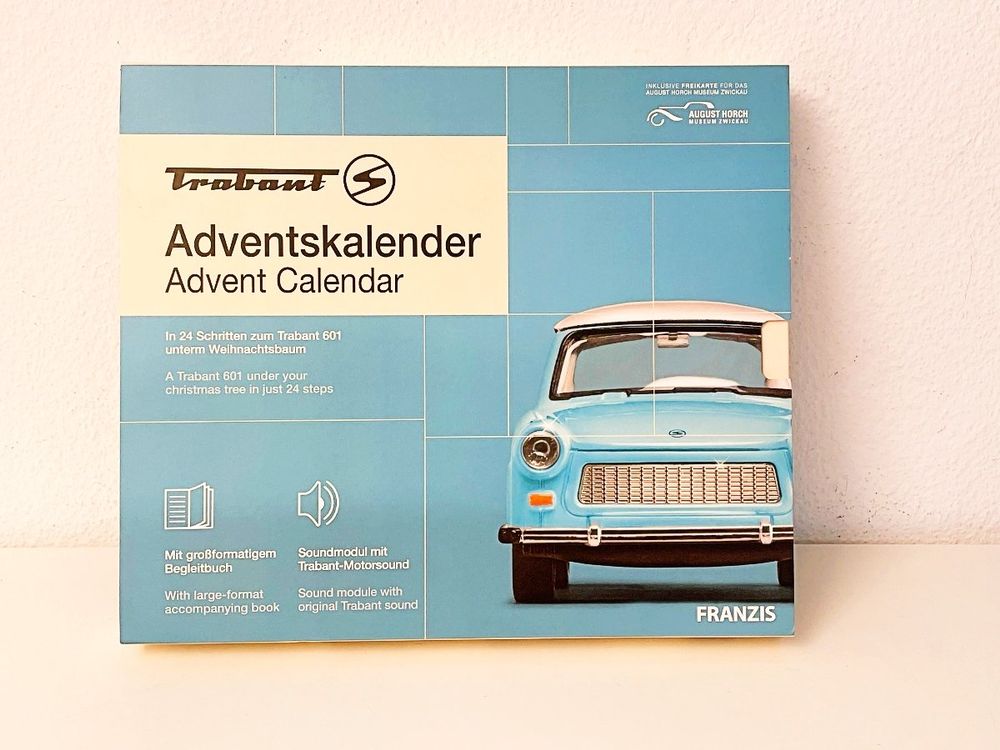 INKLUSIVE FREIKARTE FÜR DAS
AUGUST HORCH MUSEUM ZWICKAU
AUGUST HORCH
MUSEUM ZWICKAU
Trabant
Adventskalender
Advent Calendar
In 24 Schritten zum Trabant 601
unterm Weihnachtsbaum
A Trabant 601 under your
christmas tree in just 24 steps
Mit großformatigem
Begleitbuch
With large-format
accompanying book
Soundmodul mit
Trabant-Motorsound
Sound module with
original Trabant sound
FRANZIS